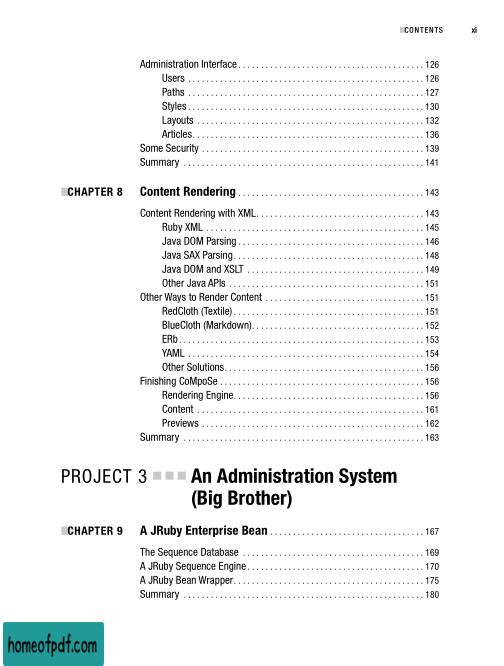 ■CONTENTS xi
Administration Interface . . . . . . . . . . . . . . . . . . . . . . . . . . . . . . . . . . . . . . . . 126
Users . . . . . . . . . . . . . . . . . . . . . . . . . . . . . . . . . . . . . . . . . . . . . . . . . . . 126
Paths . . . . . . . . . . . . . . . . . . . . . . . . . . . . . . . . . . . . . . . . . . . . . . . . . . . 127
Styles . . . . . . . . . . . . . . . . . . . . . . . . . . . . . . . . . . . . . . . . . . . . . . . . . . . 130
Layouts . . . . . . . . . . . . . . . . . . . . . . . . . . . . . . . . . . . . . . . . . . . . . . . . . 132
Articles . . . . . . . . . . . . . . . . . . . . . . . . . . . . . . . . . . . . . . . . . . . . . . . . . . 136
Some Security . . . . . . . . . . . . . . . . . . . . . . . . . . . . . . . . . . . . . . . . . . . . . . . . 139
Summary . . . . . . . . . . . . . . . . . . . . . . . . . . . . . . . . . . . . . . . . . . . . . . . . . . . . 141
■CHAPTER 8 Content Rendering . . . . . . . . . . . . . . . . . . . . . . . . . . . . . . . . . . . . . . . . 143
Content Rendering with XML . . . . . . . . . . . . . . . . . . . . . . . . . . . . . . . . . . . . 143
Ruby XML . . . . . . . . . . . . . . . . . . . . . . . . . . . . . . . . . . . . . . . . . . . . . . . 145
Java DOM Parsing . . . . . . . . . . . . . . . . . . . . . . . . . . . . . . . . . . . . . . . . 146
Java SAX Parsing . . . . . . . . . . . . . . . . . . . . . . . . . . . . . . . . . . . . . . . . . 148
Java DOM and XSLT . . . . . . . . . . . . . . . . . . . . . . . . . . . . . . . . . . . . . . 149
Other Java APIs . . . . . . . . . . . . . . . . . . . . . . . . . . . . . . . . . . . . . . . . . . 151
Other Ways to Render Content . . . . . . . . . . . . . . . . . . . . . . . . . . . . . . . . . . 151
RedCloth (Textile) . . . . . . . . . . . . . . . . . . . . . . . . . . . . . . . . . . . . . . . . . 151
BlueCloth (Markdown) . . . . . . . . . . . . . . . . . . . . . . . . . . . . . . . . . . . . . 152
ERb . . . . . . . . . . . . . . . . . . . . . . . . . . . . . . . . . . . . . . . . . . . . . . . . . . . . . 153
YAML . . . . . . . . . . . . . . . . . . . . . . . . . . . . . . . . . . . . . . . . . . . . . . . . . . . 154
Other Solutions . . . . . . . . . . . . . . . . . . . . . . . . . . . . . . . . . . . . . . . . . . . 156
Finishing CoMpoSe . . . . . . . . . . . . . . . . . . . . . . . . . . . . . . . . . . . . . . . . . . . . 156
Rendering Engine . . . . . . . . . . . . . . . . . . . . . . . . . . . . . . . . . . . . . . . . . 156
Content . . . . . . . . . . . . . . . . . . . . . . . . . . . . . . . . . . . . . . . . . . . . . . . . . 161
Previews . . . . . . . . . . . . . . . . . . . . . . . . . . . . . . . . . . . . . . . . . . . . . . . . 162
Summary . . . . . . . . . . . . . . . . . . . . . . . . . . . . . . . . . . . . . . . . . . . . . . . . . . . . 163
PROJECT 3 ■■■ An Administration System
(Big Brother)
■CHAPTER 9 A JRuby Enterprise Bean . . . . . . . . . . . . . . . . . . . . . . . . . . . . . . . . . 167
The Sequence Database . . . . . . . . . . . . . . . . . . . . . . . . . . . . . . . . . . . . . . . 169
A JRuby Sequence Engine . . . . . . . . . . . . . . . . . . . . . . . . . . . . . . . . . . . . . . 170
A JRuby Bean Wrapper . . . . . . . . . . . . . . . . . . . . . . . . . . . . . . . . . . . . . . . . . 175
Summary . . . . . . . . . . . . . . . . . . . . . . . . . . . . . . . . . . . . . . . . . . . . . . . . . . . . 180
homeofpdf.com